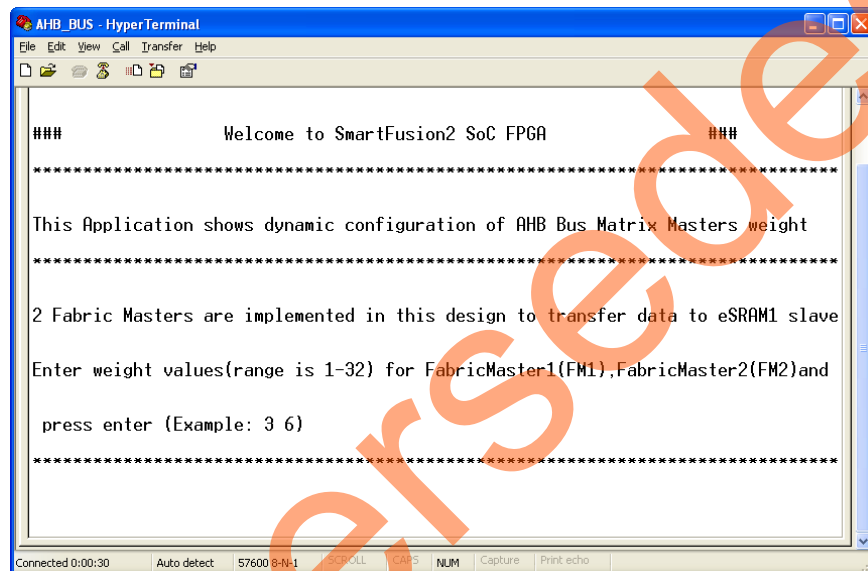 AHB_BUS - HyperTerminal
File Edit View Call Transfer Help
### Welcome to SmartFusion2 SoC FPGA ###
********************************************************************************
This Application shows dynamic configuration of AHB Bus Matrix Masters weight
********************************************************************************
2 Fabric Masters are implemented in this design to transfer data to eSRAM1 slave
Enter weight values(range is 1-32) for FabricMaster1(FM1),FabricMaster2(FM2)and
press enter (Example: 3 6)
********************************************************************************
Connected 0:00:30 Auto detect 57600 8-N-1 SCROLL CAPS NUM Capture Print echo